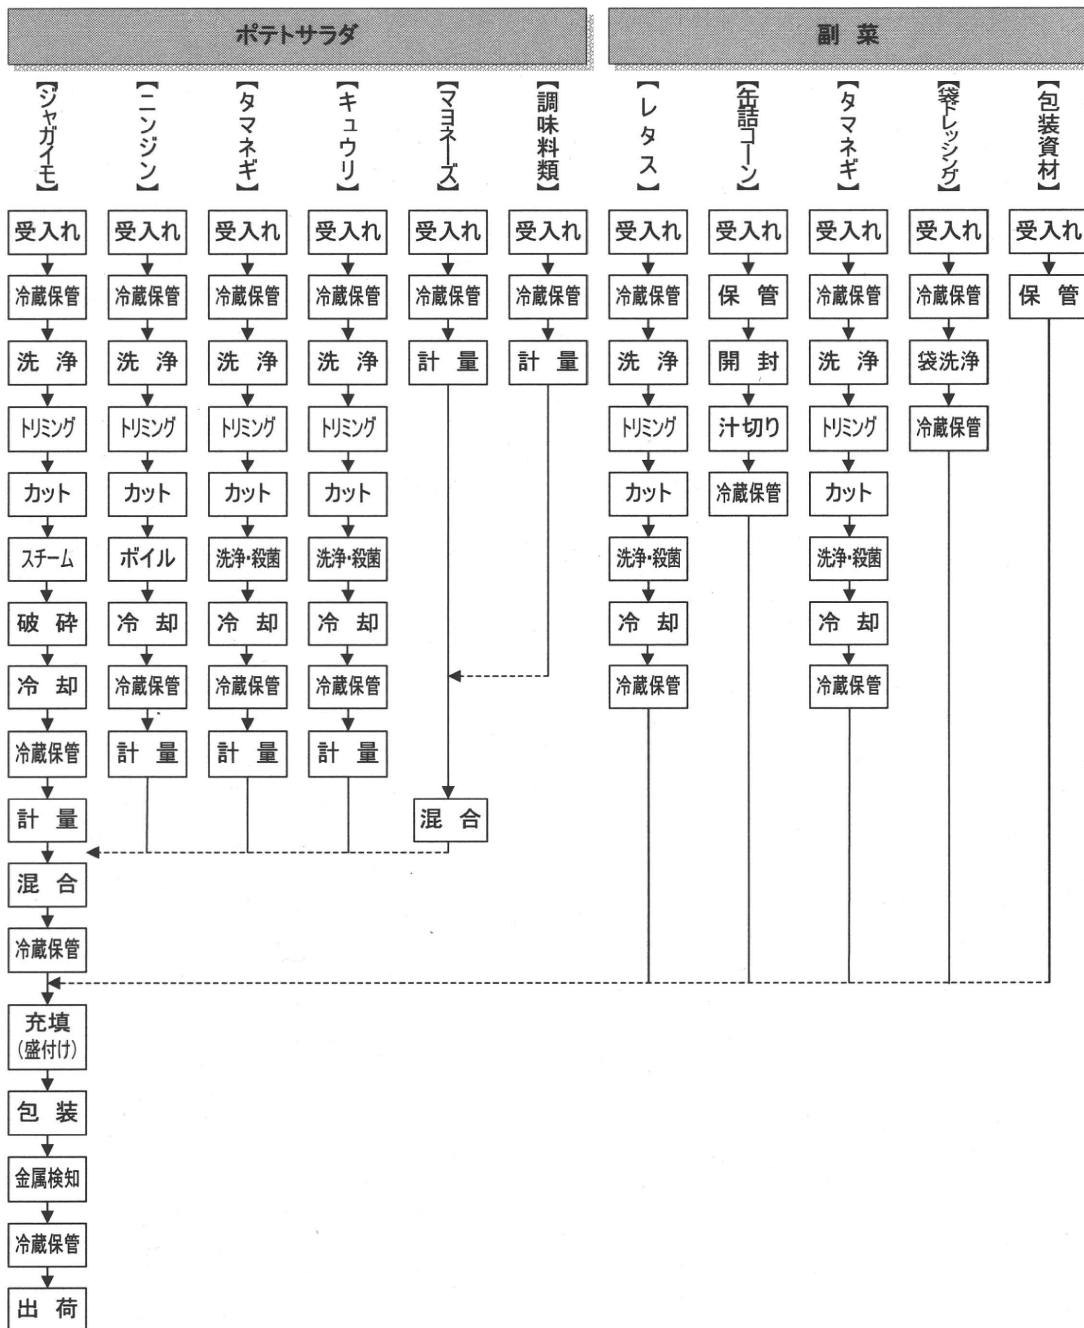 ポテトサラダ 副 菜
【ジャガイモ】 【ニンジン】 【タマネギ】 【キュウリ】 【マヨネーズ】 【調味料類】 【レタス】 【缶詰コーン】 【タマネギ】 【袋ドレッシング】 【包装資材】
受入れ 受入れ 受入れ 受入れ 受入れ 受入れ 受入れ 受入れ 受入れ 受入れ 受入れ
冷蔵保管 冷蔵保管 冷蔵保管 冷蔵保管 冷蔵保管 冷蔵保管 冷蔵保管 保 管 冷蔵保管 冷蔵保管 保 管
洗 浄 洗 浄 洗 浄 洗 浄 計 量 計 量 洗 浄 開 封 洗 浄 袋洗浄
トリミング トリミング トリミング トリミング トリミング 汁切り トリミング 冷蔵保管
カット カット カット カット カット 冷蔵保管 カット
スチーム ボイル 洗浄・殺菌 洗浄・殺菌 洗浄・殺菌 洗浄・殺菌
破 砕 冷 却 冷 却 冷 却 冷 却 冷 却
冷 却 冷蔵保管 冷蔵保管 冷蔵保管 冷蔵保管 冷蔵保管
冷蔵保管 計 量 計 量 計 量
計 量 混 合
混 合
冷蔵保管
充填
(盛付け)
包 装
金属検知
冷蔵保管
出 荷